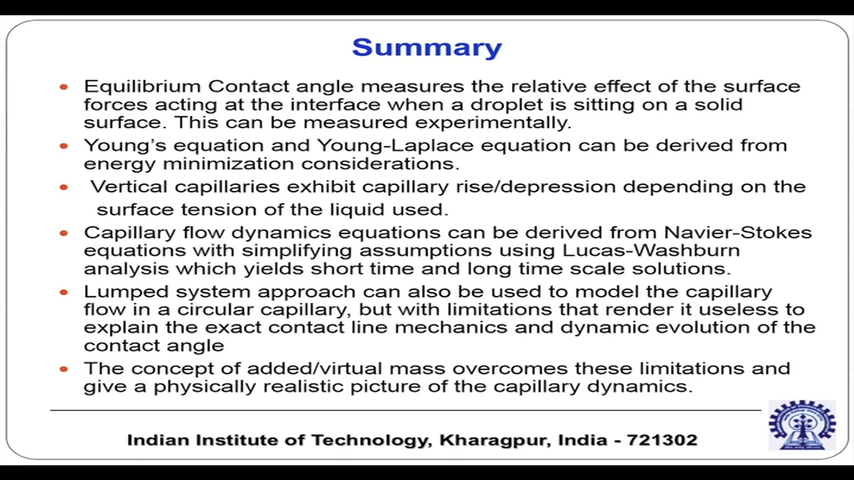 Summary
Equilibrium Contact angle measures the relative effect of the surface
forces acting at the interface when a droplet is sitting on a solid
surface. This can be measured experimentally.
Young's equation and Young-Laplace equation can be derived from
energy minimization considerations.
Vertical capillaries exhibit capillary rise/depression depending on the
surface tension of the liquid used.
Capillary flow dynamics equations can be derived from Navier-Stokes
equations with simplifying assumptions using Lucas-Washburn
analysis which yields short time and long time scale solutions.
Lumped system approach can also be used to model the capillary
flow in a circular capillary, but with limitations that render it useless to
explain the exact contact line mechanics and dynamic evolution of the
contact angle
The concept of added/virtual mass overcomes these limitations and
give a physically realistic picture of the capillary dynamics.
Indian Institute of Technology, Kharagpur, India - 721302